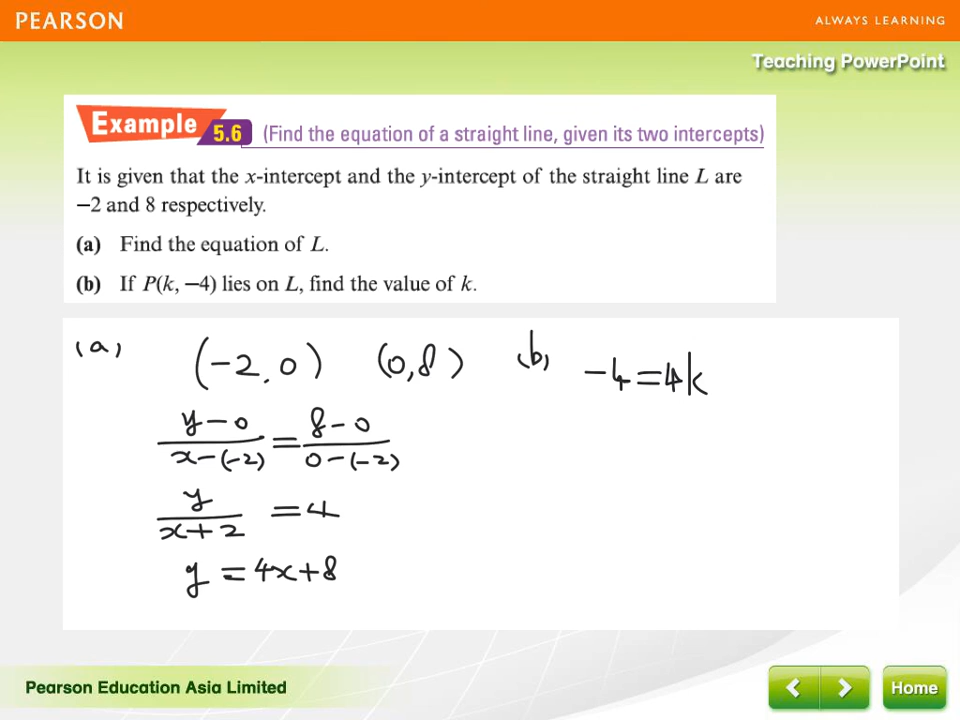 PEARSON
ALWAYS LEARNING
Teaching PowerPoint
Example 5.6 (Find the equation of a straight line, given its two intercepts)
It is given that the x-intercept and the y-intercept of the straight line L are
−2 and 8 respectively.
(a) Find the equation of L.
(b) If P(k, −4) lies on L, find the value of k.
(a) (-2,0) (0,8)
y-0 / x-(-2) = 8-0 / 0-(-2)
y / x+2 = 4
y = 4x+8
(b) -4=4k
Pearson Education Asia Limited
Home